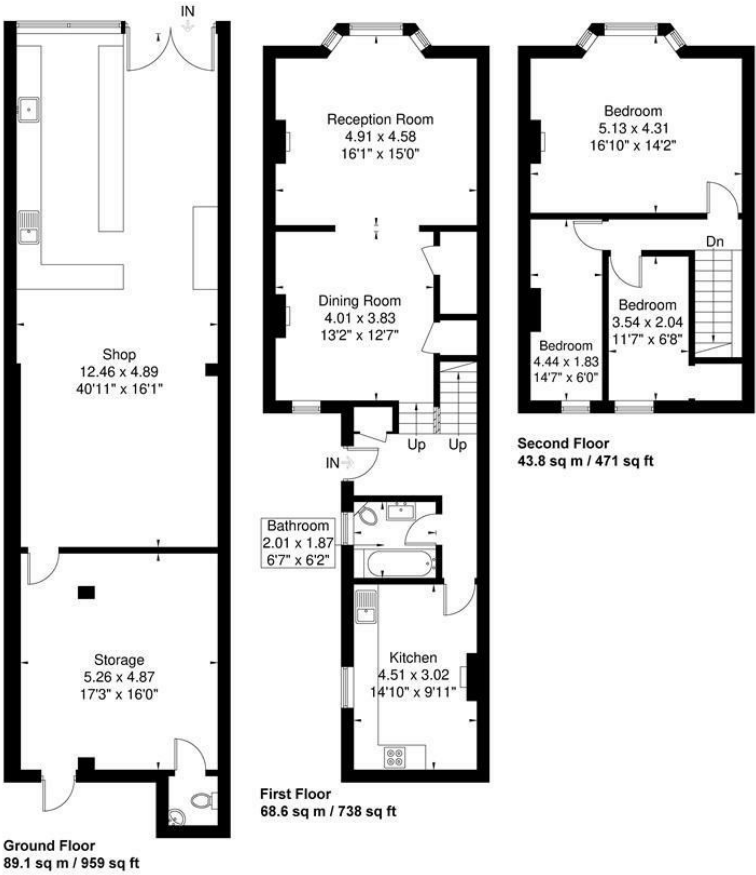 IN
Shop
12.46 x 4.89
40'11" x 16'1"
Storage
5.26 x 4.87
17'3" x 16'0"
Ground Floor
89.1 sq m / 959 sq ft
Reception Room
4.91 x 4.58
16'1" x 15'0"
Dining Room
4.01 x 3.83
13'2" x 12'7"
Up
Up
IN
Bathroom
2.01 x 1.87
6'7" x 6'2"
Kitchen
4.51 x 3.02
14'10" x 9'11"
First Floor
68.6 sq m / 738 sq ft
Bedroom
5.13 x 4.31
16'10" x 14'2"
Dn
Bedroom
3.54 x 2.04
11'7" x 6'8"
Bedroom
4.44 x 1.83
14'7" x 6'0"
Second Floor
43.8 sq m / 471 sq ft